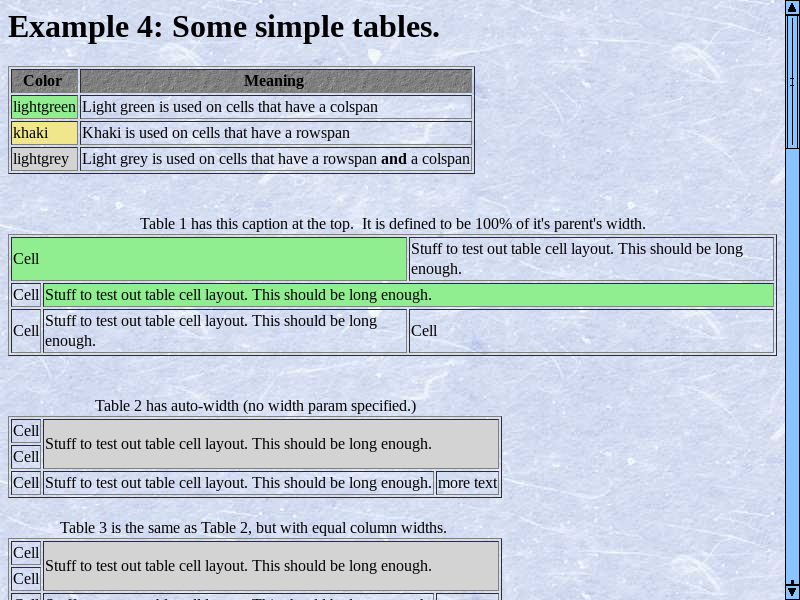 Example 4: Some simple tables.
Color Meaning
lightgreen Light green is used on cells that have a colspan
khaki Khaki is used on cells that have a rowspan
lightgrey Light grey is used on cells that have a rowspan and a colspan
Table 1 has this caption at the top.  It is defined to be 100% of it's parent's width.
Cell Stuff to test out table cell layout. This should be long
enough.
Cell Stuff to test out table cell layout. This should be long enough.
Cell Stuff to test out table cell layout. This should be long
enough. Cell
Table 2 has auto-width (no width param specified.)
Cell
Stuff to test out table cell layout. This should be long enough.
Cell
Cell Stuff to test out table cell layout. This should be long enough. more text
Table 3 is the same as Table 2, but with equal column widths.
Cell
Stuff to test out table cell layout. This should be long enough.
Cell